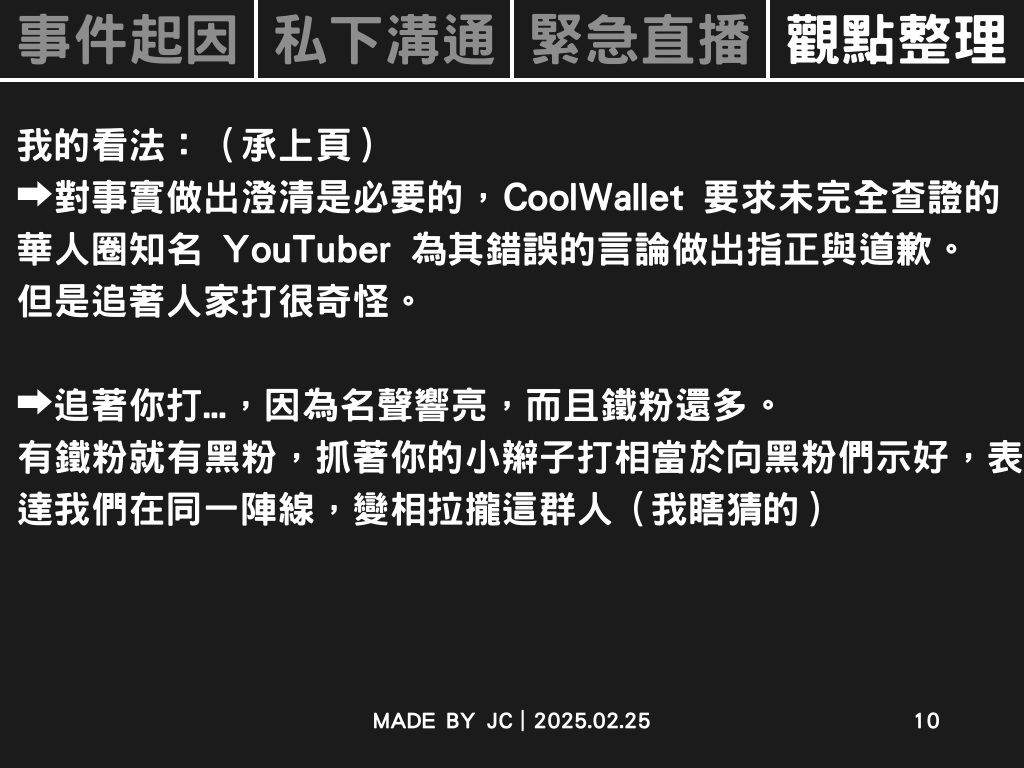 事件起因 私下溝通 緊急直播 觀點整理
我的看法：（承上頁）
➡對事實做出澄清是必要的，CoolWallet 要求未完全查證的
華人圈知名 YouTuber 為其錯誤的言論做出指正與道歉。
但是追著人家打很奇怪。
➡追著你打...，因為名聲響亮，而且鐵粉還多。
有鐵粉就有黑粉，抓著你的小辮子打相當於向黑粉們示好，表
達我們在同一陣線，變相拉攏這群人（我瞎猜的）
MADE BY JC | 2025.02.25 10